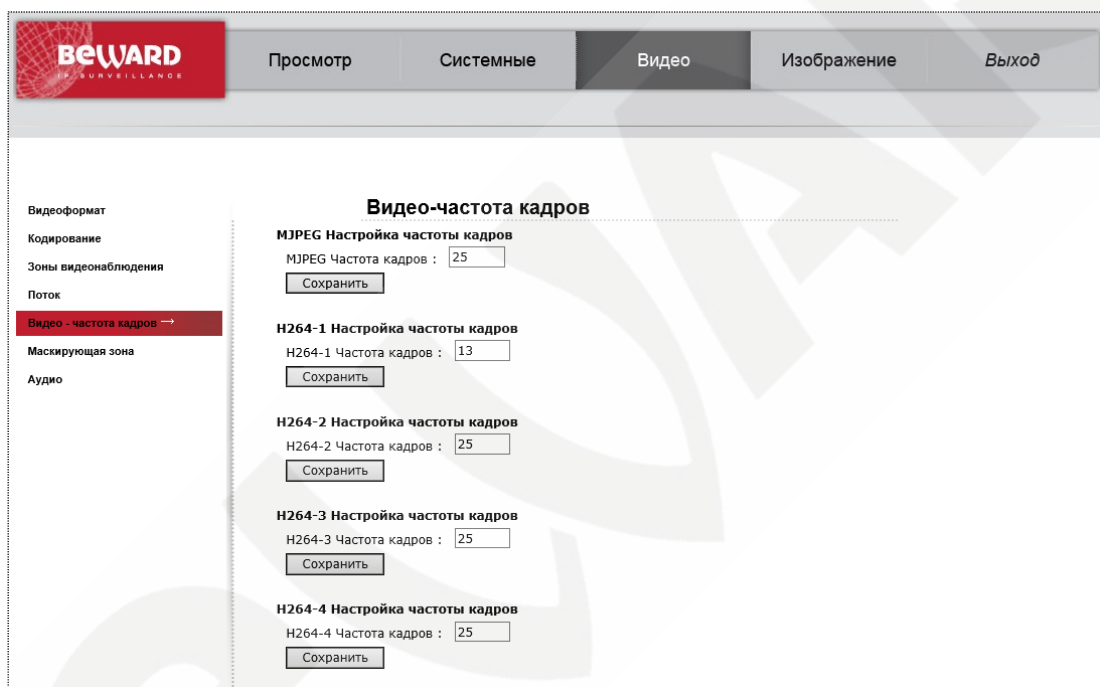 BEWARD
IP SURVEILLANCE
Просмотр
Системные
Видео
Изображение
Выход
Видеоформат
Кодирование
Зоны видеонаблюдения
Поток
Видео - частота кадров →
Маскирующая зона
Аудио
Видео-частота кадров
MJPEG Настройка частоты кадров
MJPEG Частота кадров : 25
Сохранить
H264-1 Настройка частоты кадров
H264-1 Частота кадров : 13
Сохранить
H264-2 Настройка частоты кадров
H264-2 Частота кадров : 25
Сохранить
H264-3 Настройка частоты кадров
H264-3 Частота кадров : 25
Сохранить
H264-4 Настройка частоты кадров
H264-4 Частота кадров : 25
Сохранить